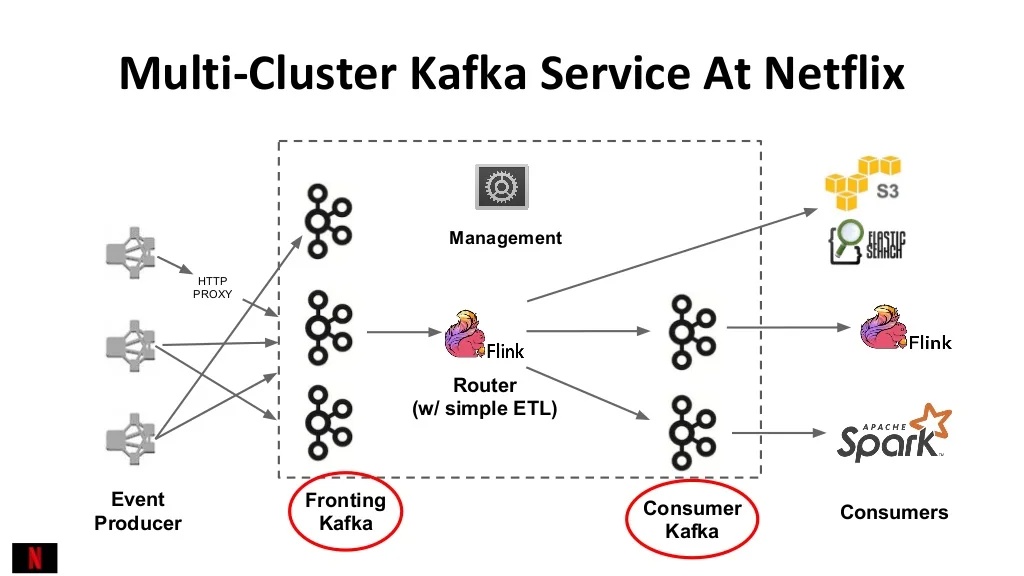 Multi-Cluster Kafka Service At Netflix
Management
S3
elastic
search
HTTP
PROXY
Flink
Flink
Router
(w/ simple ETL)
APACHE
Spark™
Event
Producer
Fronting
Kafka
Consumer
Kafka
Consumers
N